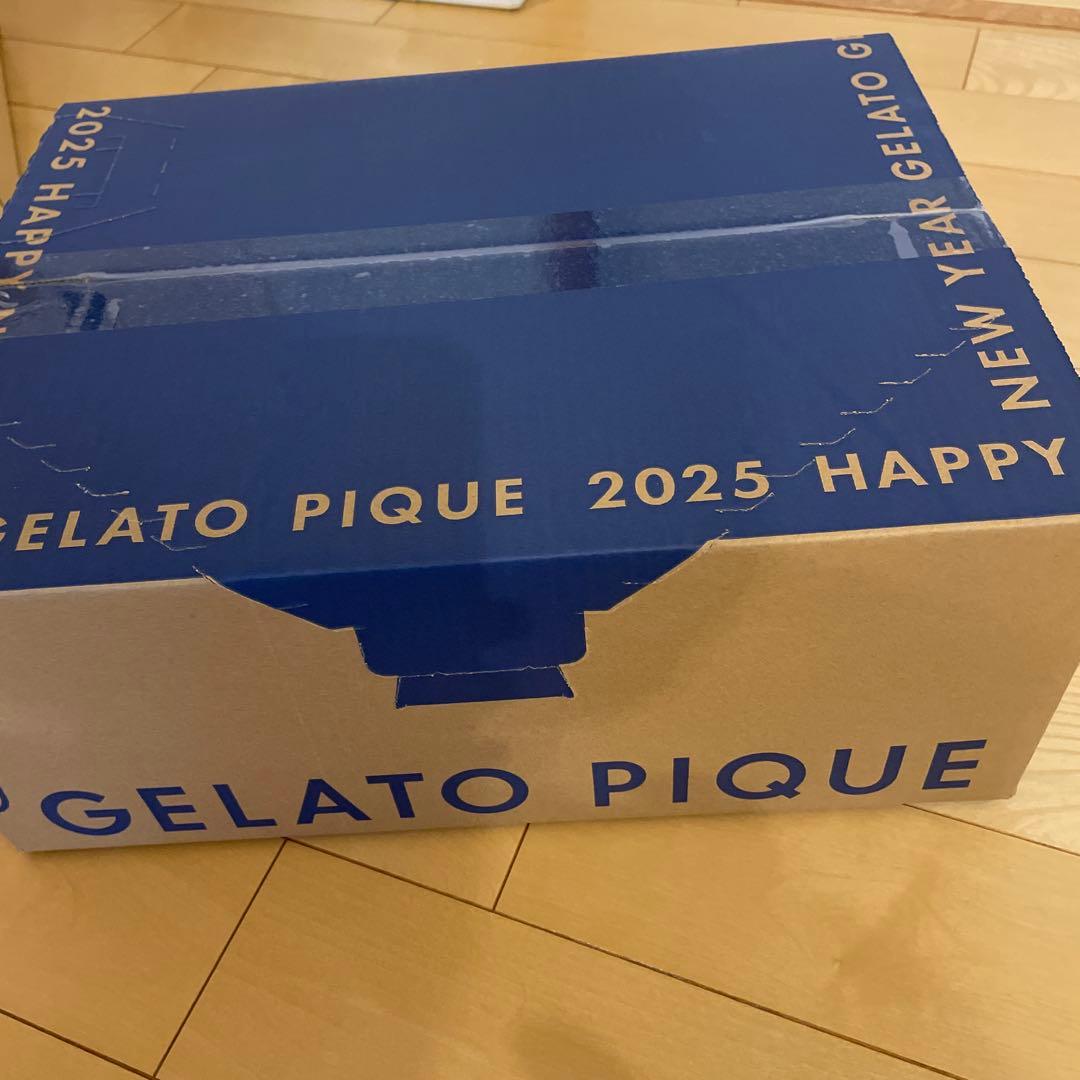 2025 HAPPY
NEW YEAR GELATO
GELATO PIQUE 2025 HAPPY
GELATO PIQUE